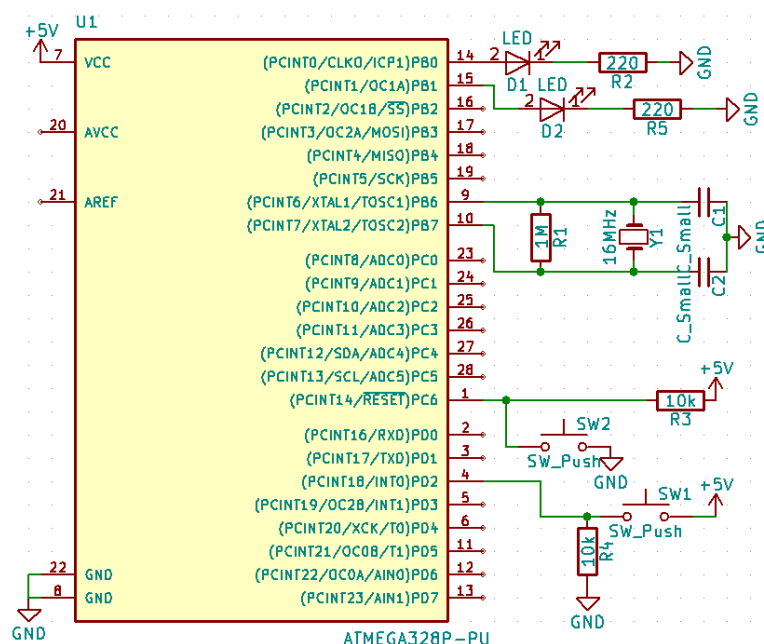 U1
+5V
7 VCC
20 AVCC
21 AREF
22 GND
8 GND
GND
(PCINT0/CLKO/ICP1)PB0 14
(PCINT1/OC1A)PB1 15
(PCINT2/OC1B/SS)PB2 16
(PCINT3/OC2A/MOSI)PB3 17
(PCINT4/MISO)PB4 18
(PCINT5/SCK)PB5 19
(PCINT6/XTAL1/TOSC1)PB6 9
(PCINT7/XTAL2/TOSC2)PB7 10
(PCINT8/ADC0)PC0 23
(PCINT9/ADC1)PC1 24
(PCINT10/ADC2)PC2 25
(PCINT11/ADC3)PC3 26
(PCINT12/SDA/ADC4)PC4 27
(PCINT13/SCL/ADC5)PC5 28
(PCINT14/RESET)PC6 1
(PCINT16/RXD)PD0 2
(PCINT17/TXD)PD1 3
(PCINT18/INT0)PD2 4
(PCINT19/OC2B/INT1)PD3 5
(PCINT20/XCK/T0)PD4 6
(PCINT21/OC0B/T1)PD5 11
(PCINT22/OC0A/AIN0)PD6 12
(PCINT23/AIN1)PD7 13
ATMEGA328P-PU
LED
2 1
D1
220
R2
GND
LED
2 1
D2
220
R5
GND
1M
R1
16MHz
Y1
C_Small
C1
C_Small
C2
GND
+5V
10k
R3
SW2
SW_Push
GND
SW1
SW_Push
+5V
10k
R4
GND